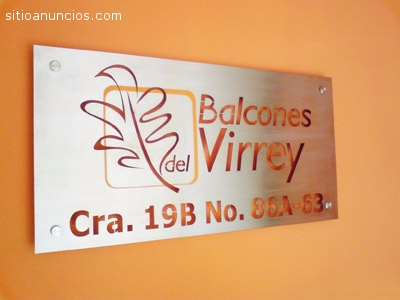 sitioanuncios.com
Balcones
del Virrey
Cra. 19B No. 86A-63